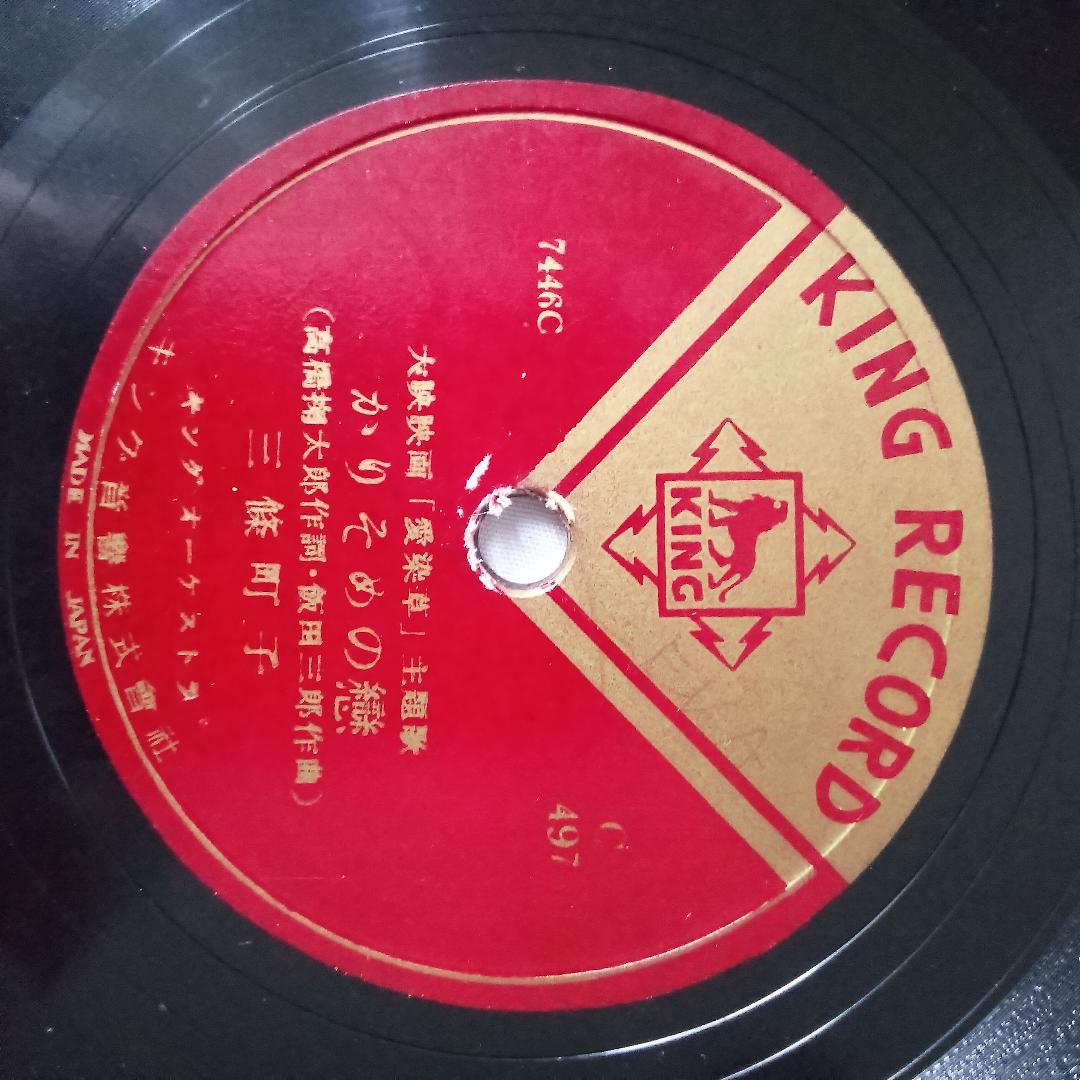 KING RECORD
KING
7446C
C
497
大映映画「愛染草」主題歌
かりそめの戀
(高橋掬太郎作詞・飯田三郎作曲)
三條町子
キングオーケストラ
キング音響株式會社
MADE IN JAPAN